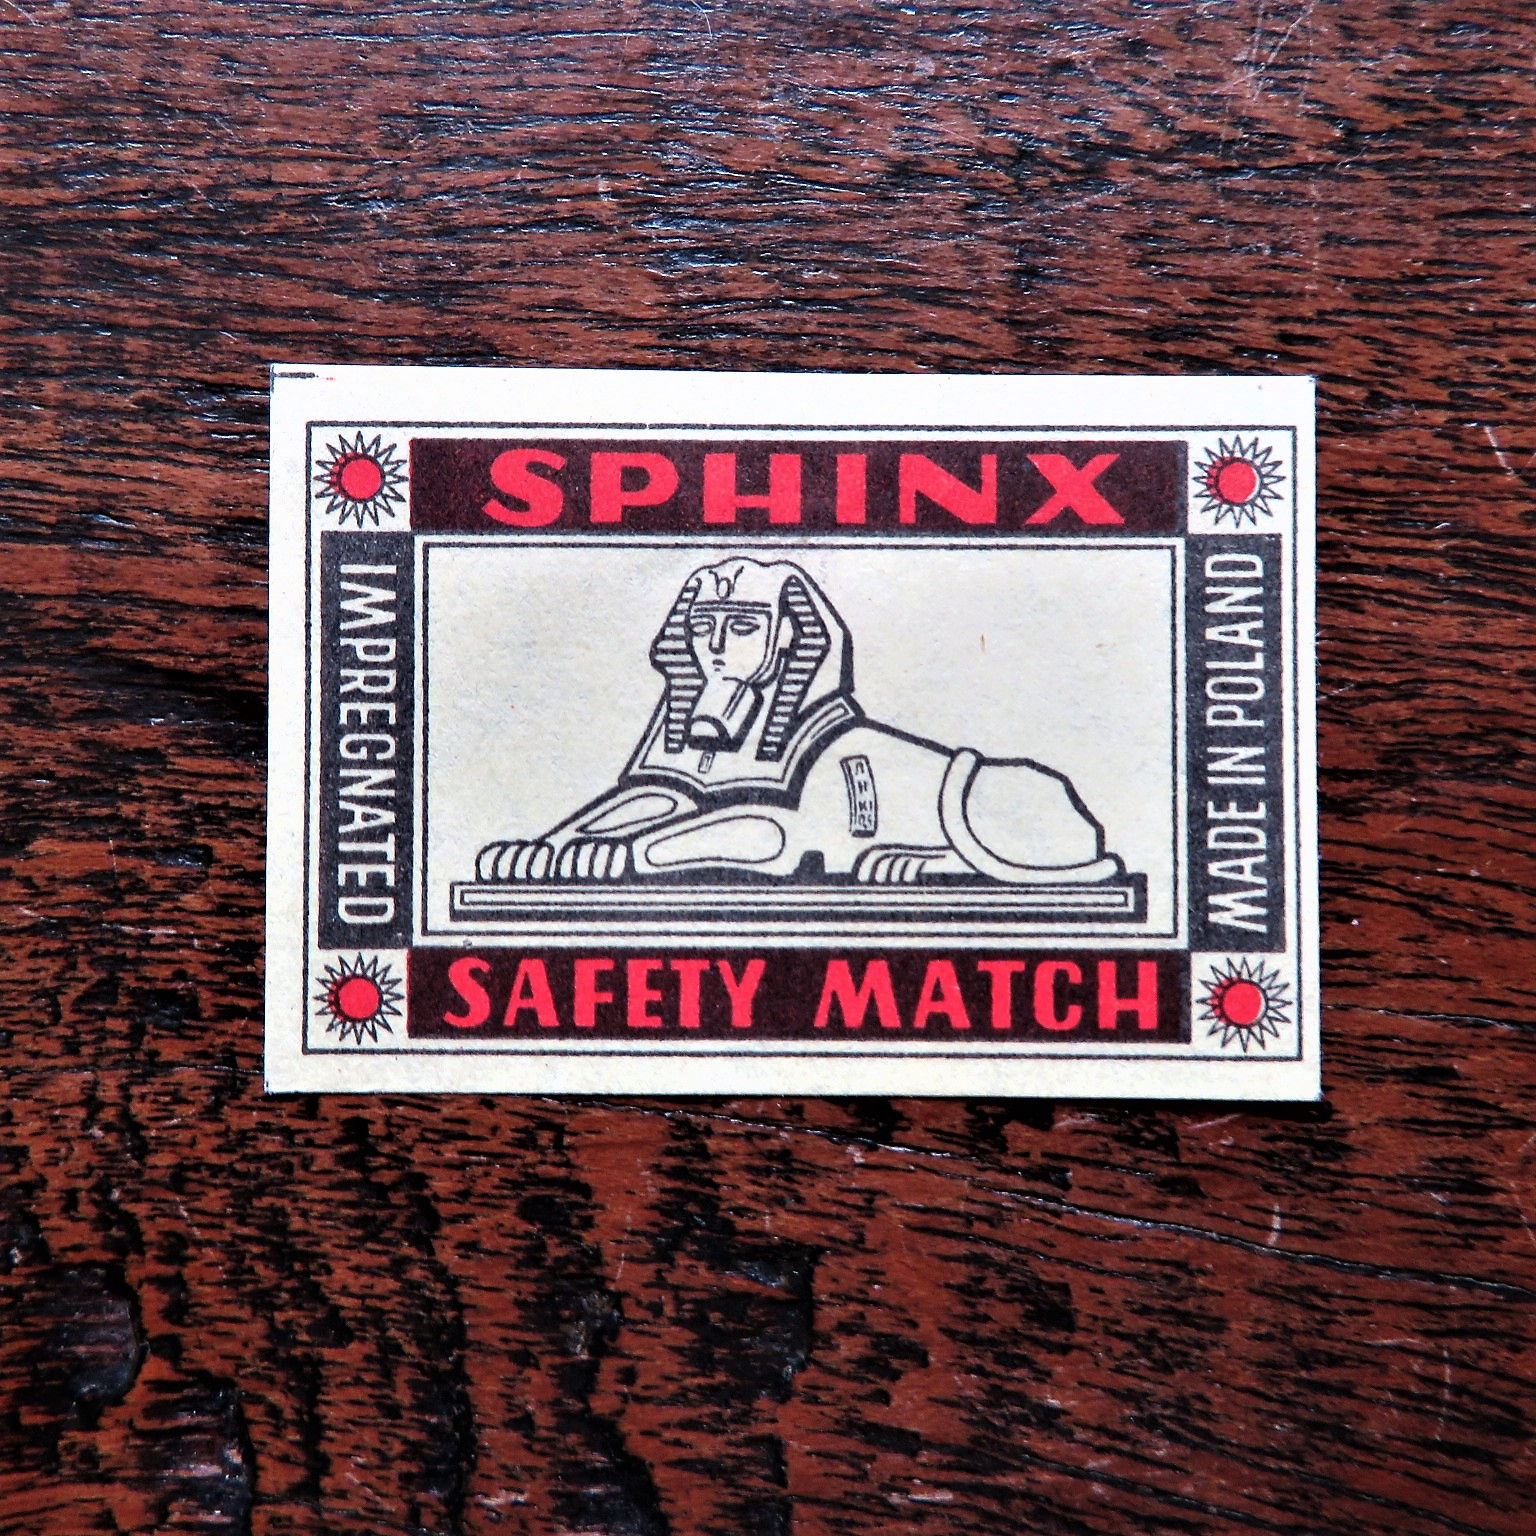 SPHINX
IMPREGNATED
MADE IN POLAND
SAFETY MATCH